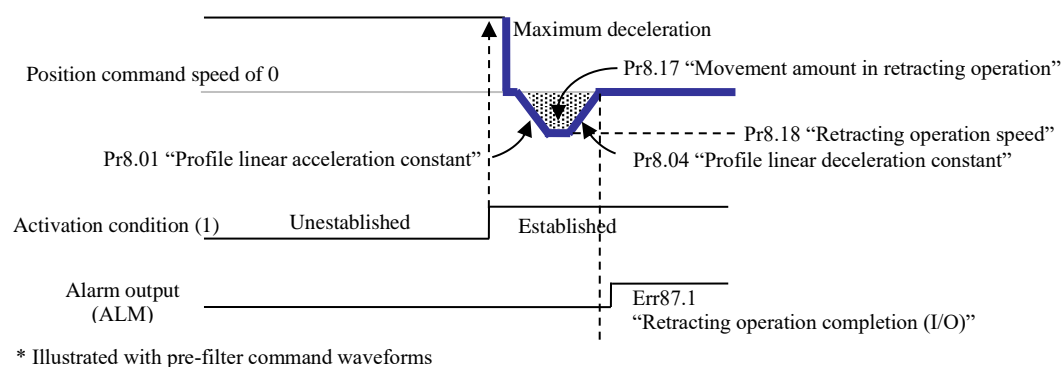 Maximum deceleration
Position command speed of 0
Pr8.17 “Movement amount in retracting operation”
Pr8.18 “Retracting operation speed”
Pr8.01 “Profile linear acceleration constant”
Pr8.04 “Profile linear deceleration constant”
Activation condition (1)
Unestablished
Established
Alarm output
(ALM)
Err87.1
“Retracting operation completion (I/O)”
* Illustrated with pre-filter command waveforms